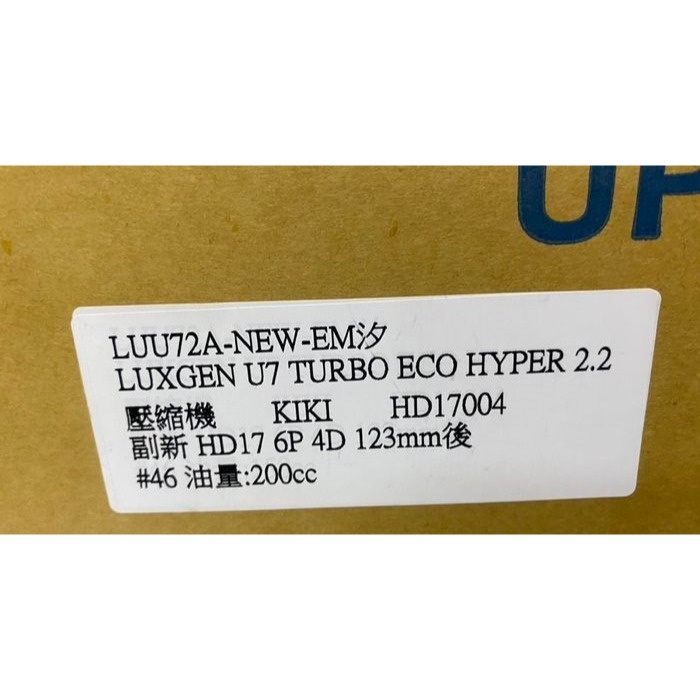 UP
LUU72A-NEW-EM汐
LUXGEN U7 TURBO ECO HYPER 2.2
壓縮機 KIKI HD17004
副新 HD17 6P 4D 123mm後
#46 油量:200cc